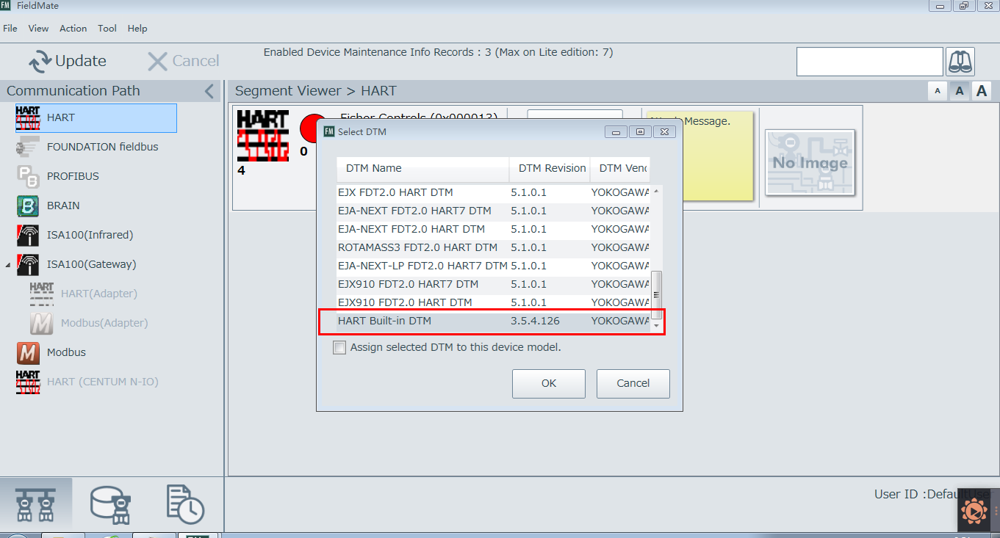 FM FieldMate
File View Action Tool Help
Update Cancel Enabled Device Maintenance Info Records : 3 (Max on Lite edition: 7)
Communication Path
Segment Viewer > HART
A A A
HART HART
FOUNDATION fieldbus
PROFIBUS
BRAIN
ISA100(Infrared)
ISA100(Gateway)
HART HART(Adapter)
M Modbus(Adapter)
M Modbus
HART HART (CENTUM N-IO)
HART
4
0
Fisher Controls (0x000013)
Message.
No Image
FM Select DTM
DTM Name DTM Revision DTM Venc
EJX FDT2.0 HART DTM 5.1.0.1 YOKOGAWA
EJA-NEXT FDT2.0 HART7 DTM 5.1.0.1 YOKOGAWA
EJA-NEXT FDT2.0 HART DTM 5.1.0.1 YOKOGAWA
ROTAMASS3 FDT2.0 HART DTM 5.1.0.1 YOKOGAWA
EJA-NEXT-LP FDT2.0 HART7 DTM 5.1.0.1 YOKOGAWA
EJX910 FDT2.0 HART7 DTM 5.1.0.1 YOKOGAWA
EJX910 FDT2.0 HART DTM 5.1.0.1 YOKOGAWA
HART Built-in DTM 3.5.4.126 YOKOGAWA
Assign selected DTM to this device model.
OK Cancel
User ID :DefaultUser